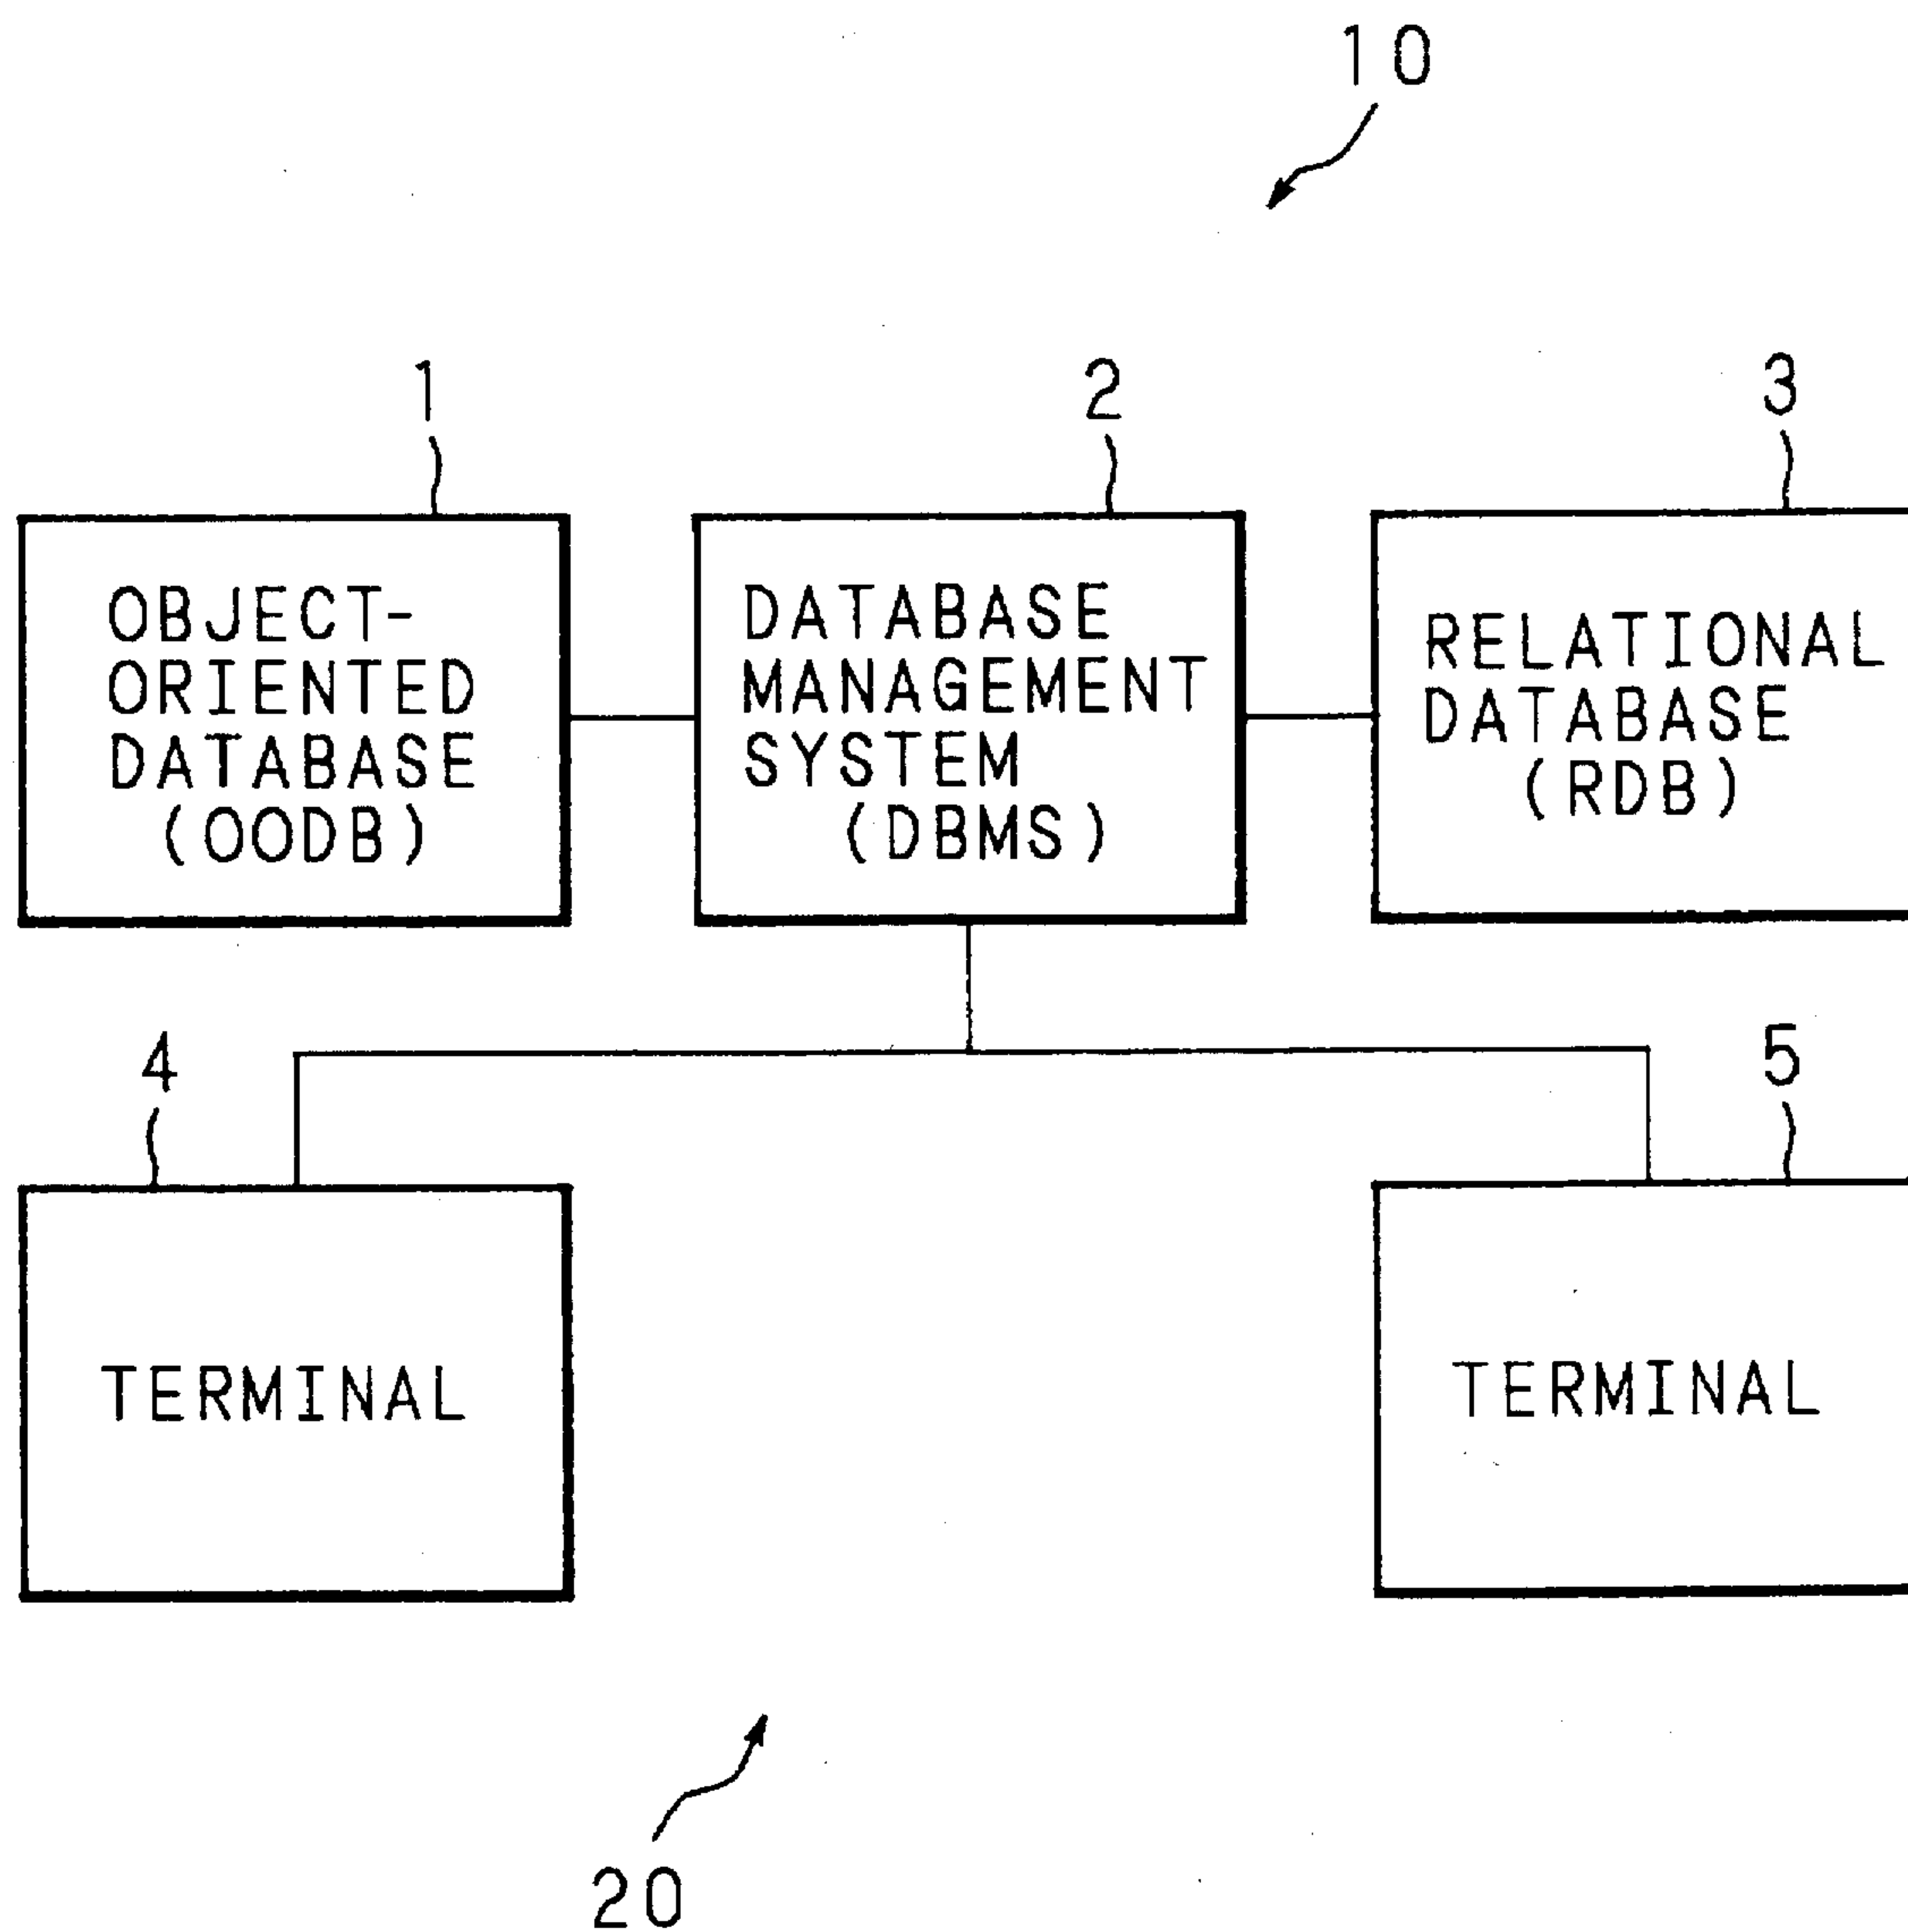 10
1
2
3
OBJECT-
ORIENTED
DATABASE
(OODB)
DATABASE
MANAGEMENT
SYSTEM
(DBMS)
RELATIONAL
DATABASE
(RDB)
4
5
TERMINAL
TERMINAL
20